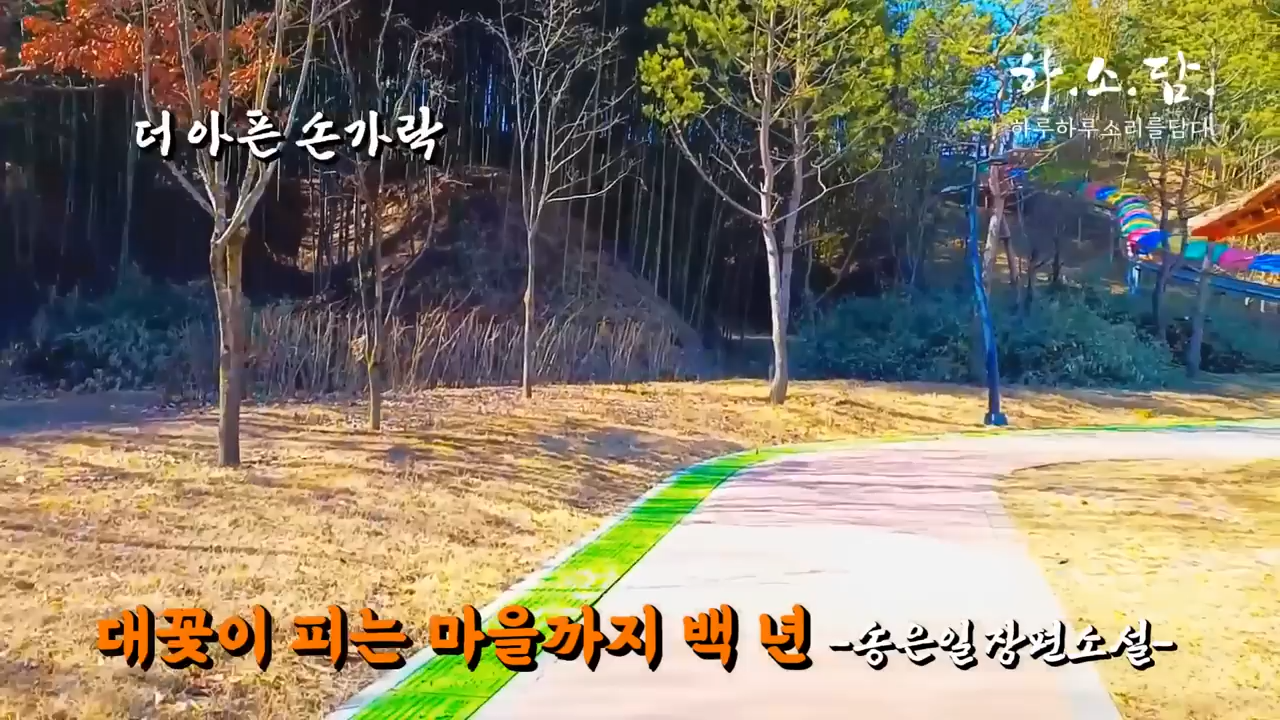 하.소.담.
하루하루 소리를담다
더 아픈 손가락
대꽃이 피는 마을까지 백 년 -송은일 장편소설-